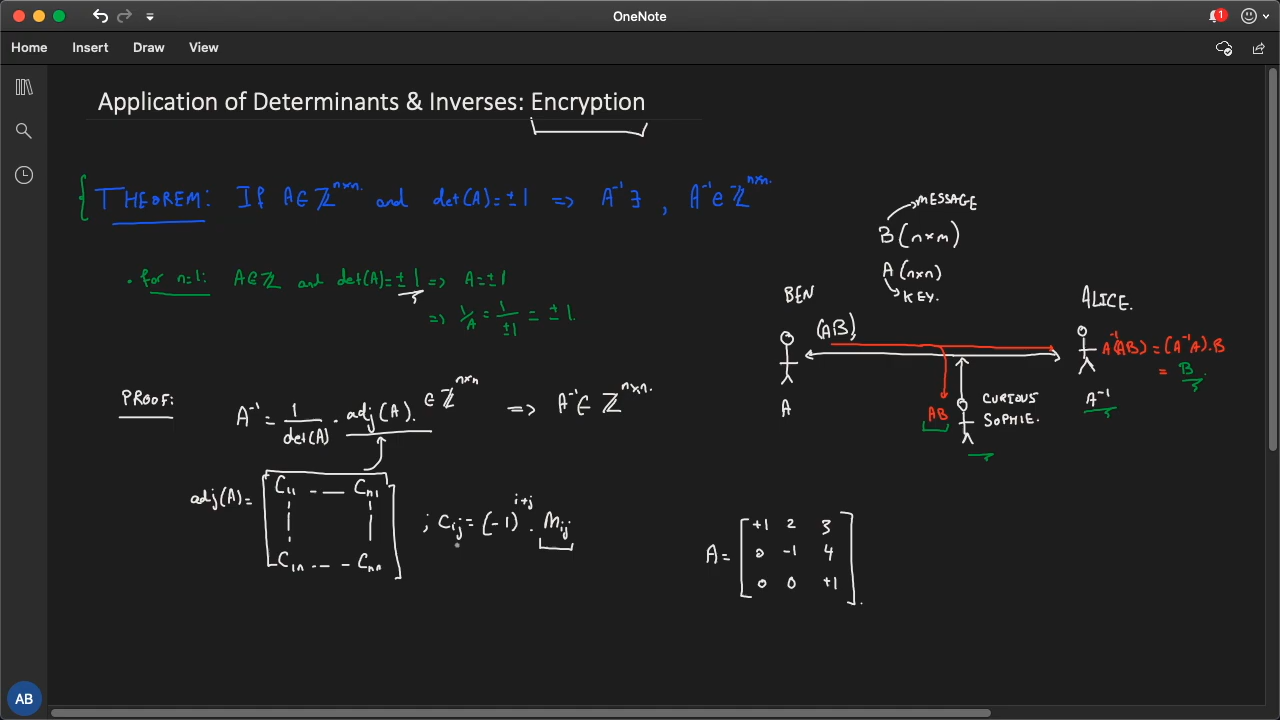 OneNote
1
Home Insert Draw View
Application of Determinants & Inverses: Encryption
{ THEOREM: If A∈ℤⁿˣⁿ. and det(A)=±1 => A⁻¹∃ , A⁻¹∈ℤⁿˣⁿ.
• for n=1: A∈ℤ and det(A)=±1 => A=±1
=> 1/A = 1/±1 = ±1.
PROOF:
A⁻¹ = 1/det(A) · adj(A). ∈ℤⁿˣⁿ => A⁻¹∈ℤⁿˣⁿ.
adj(A)= [ C₁₁ -- — Cₙ₁
C₁ₙ -- - Cₙₙ ] ; Cᵢⱼ=(-1)ⁱ⁺ʲ. Mᵢⱼ
MESSAGE
B(n×m)
A(n×n)
KEY.
BEN
ALICE.
(AB)
A⁻¹(AB) = (A⁻¹A).B
= B
A
AB
CURIOUS
SOPHIE.
A⁻¹
A= [ +1 2 3
0 -1 4
0 0 +1 ].
AB